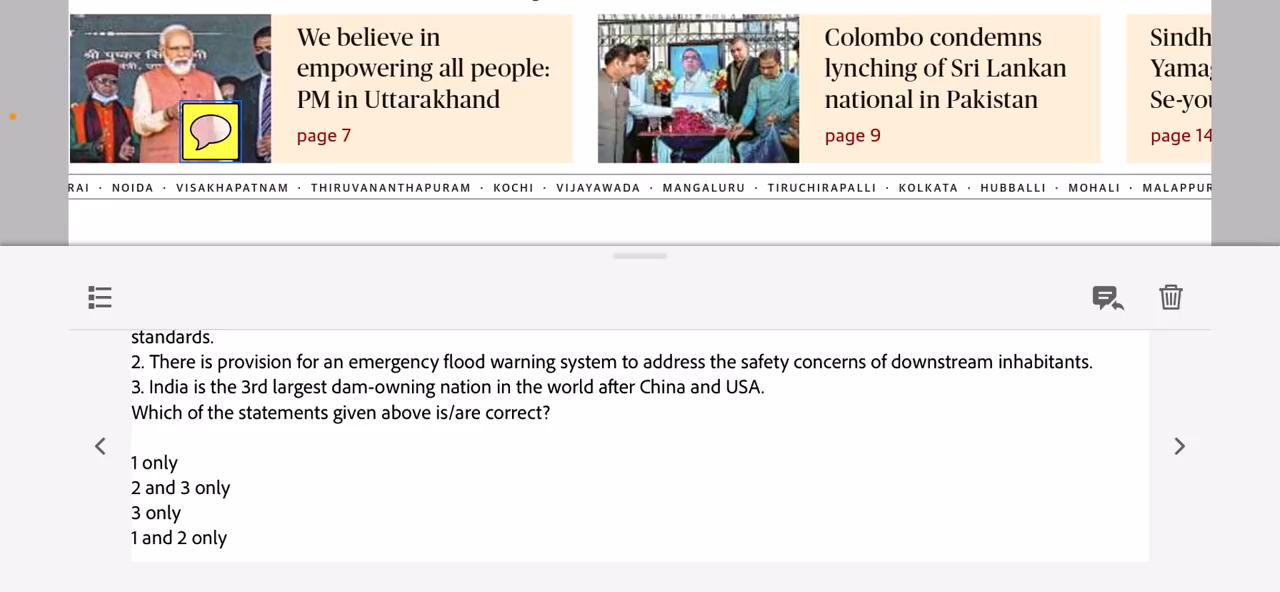 श्री पुष्कर सि
We believe in
empowering all people:
PM in Uttarakhand
page 7
Colombo condemns
lynching of Sri Lankan
national in Pakistan
page 9
Sindh
Se-you
page 14
RAI · NOIDA · VISAKHAPATNAM · THIRUVANANTHAPURAM · KOCHI · VIJAYAWADA · MANGALURU · TIRUCHIRAPALLI · KOLKATA · HUBBALLI · MOHALI · MALAPPUR
standards.
2. There is provision for an emergency flood warning system to address the safety concerns of downstream inhabitants.
3. India is the 3rd largest dam-owning nation in the world after China and USA.
Which of the statements given above is/are correct?
1 only
2 and 3 only
3 only
1 and 2 only